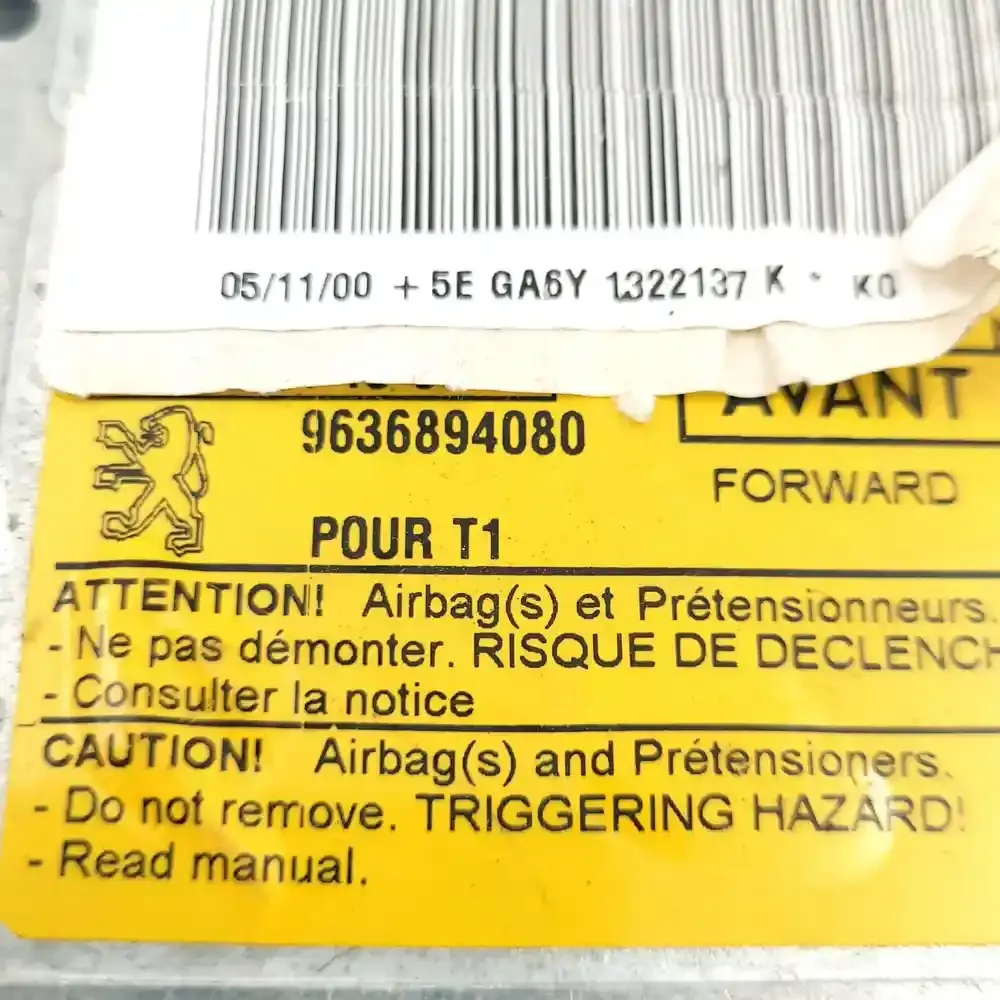 05/11/00 + 5E GA6Y 1322137 K - K0
AVANT
9636894080
FORWARD
POUR T1
ATTENTION! Airbag(s) et Prétensionneurs.
- Ne pas démonter. RISQUE DE DECLENCH
- Consulter la notice
CAUTION! Airbag(s) and Prétensioners.
- Do not remove. TRIGGERING HAZARD!
- Read manual.